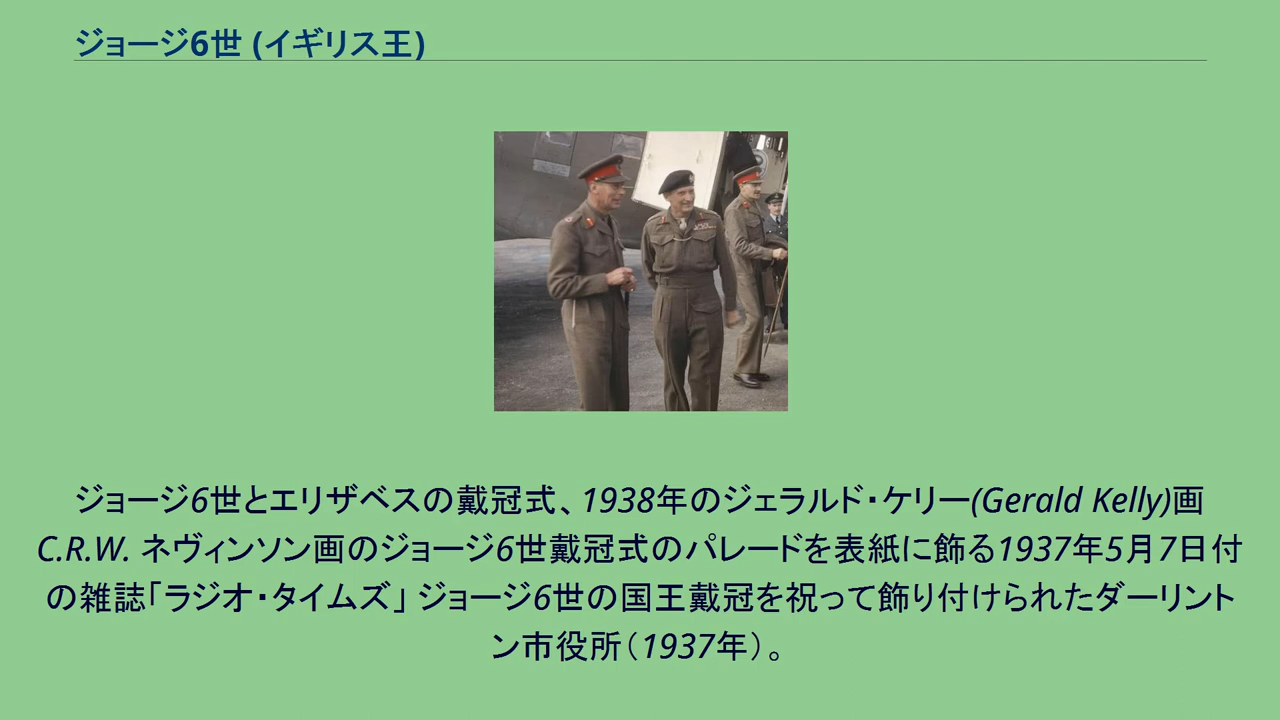 ジョージ6世 (イギリス王)
ジョージ6世とエリザベスの戴冠式、1938年のジェラルド・ケリー(Gerald Kelly)画
C.R.W. ネヴィンソン画のジョージ6世戴冠式のパレードを表紙に飾る1937年5月7日付
の雑誌「ラジオ・タイムズ」 ジョージ6世の国王戴冠を祝って飾り付けられたダーリント
ン市役所（1937年）。